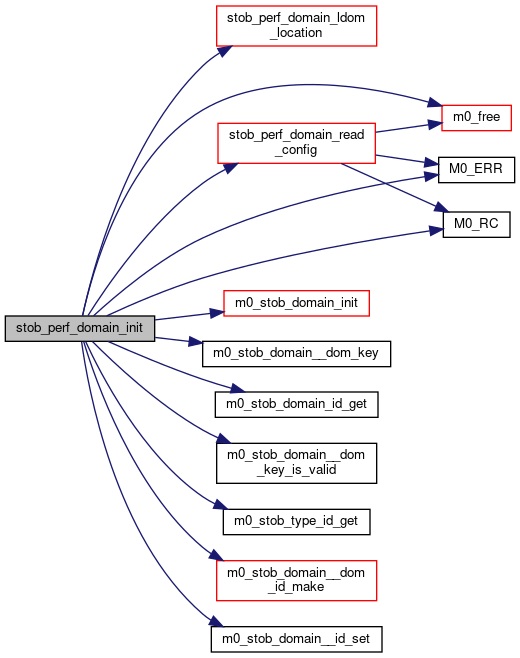 stob_perf_domain_ldom
_location
m0_free
stob_perf_domain_read
_config
M0_ERR
M0_RC
m0_stob_domain_init
stob_perf_domain_init
m0_stob_domain__dom_key
m0_stob_domain_id_get
m0_stob_domain__dom
_key_is_valid
m0_stob_type_id_get
m0_stob_domain__dom
_id_make
m0_stob_domain__id_set